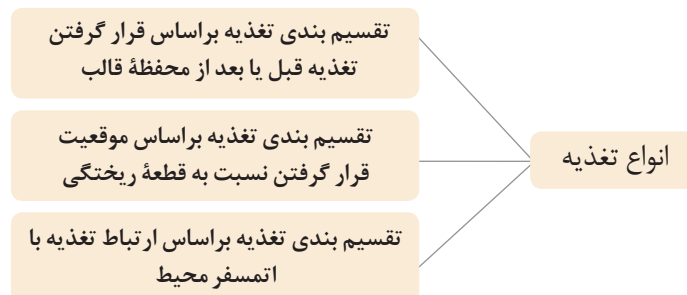 انواع تغذیه
تقسیم بندی تغذیه براساس قرار گرفتن
تغذیه قبل یا بعد از محفظهٔ قالب
تقسیم بندی تغذیه براساس موقعیت
قرار گرفتن نسبت به قطعهٔ ریختگی
تقسیم بندی تغذیه براساس ارتباط تغذیه با
اتمسفر محیط